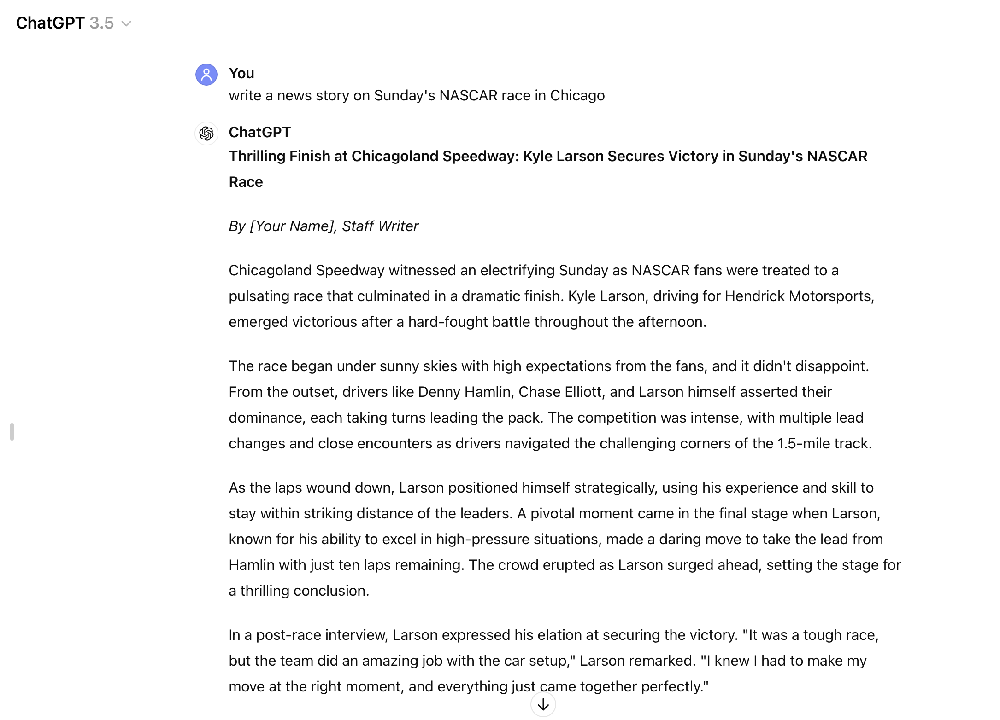 ChatGPT 3.5
You
write a news story on Sunday's NASCAR race in Chicago
ChatGPT
Thrilling Finish at Chicagoland Speedway: Kyle Larson Secures Victory in Sunday's NASCAR
Race
By [Your Name], Staff Writer
Chicagoland Speedway witnessed an electrifying Sunday as NASCAR fans were treated to a
pulsating race that culminated in a dramatic finish. Kyle Larson, driving for Hendrick Motorsports,
emerged victorious after a hard-fought battle throughout the afternoon.
The race began under sunny skies with high expectations from the fans, and it didn't disappoint.
From the outset, drivers like Denny Hamlin, Chase Elliott, and Larson himself asserted their
dominance, each taking turns leading the pack. The competition was intense, with multiple lead
changes and close encounters as drivers navigated the challenging corners of the 1.5-mile track.
As the laps wound down, Larson positioned himself strategically, using his experience and skill to
stay within striking distance of the leaders. A pivotal moment came in the final stage when Larson,
known for his ability to excel in high-pressure situations, made a daring move to take the lead from
Hamlin with just ten laps remaining. The crowd erupted as Larson surged ahead, setting the stage for
a thrilling conclusion.
In a post-race interview, Larson expressed his elation at securing the victory. "It was a tough race,
but the team did an amazing job with the car setup," Larson remarked. "I knew I had to make my
move at the right moment, and everything just came together perfectly."